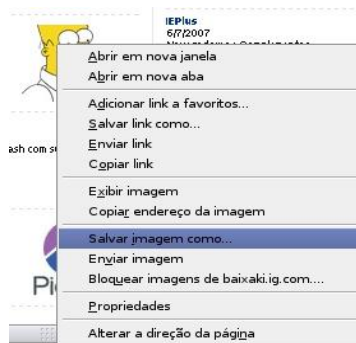 IEPlus
6/7/2007
Abrir em nova janela
Abrir em nova aba
Adicionar link a favoritos...
Salvar link como...
Enviar link
ash com s
Copiar link
Exibir imagem
Copiar endereço da imagem
Salvar imagem como...
Enviar imagem
Pi
Bloquear imagens de baixaki.ig.com....
Propriedades
Alterar a direção da página